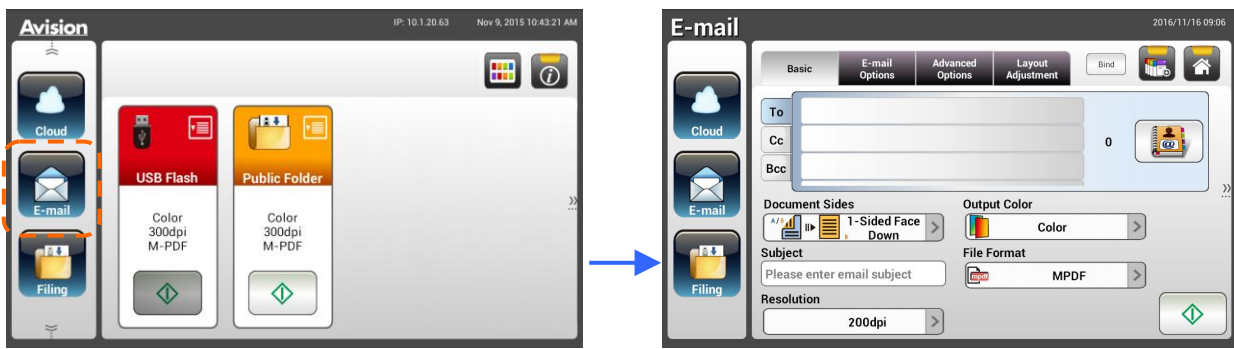 Avision
IP: 10.1.20.63
Nov 9, 2015 10:43:21 AM
Cloud
E-mail
Filing
USB Flash
Color
300dpi
M-PDF
Public Folder
Color
300dpi
M-PDF
E-mail
2016/11/16 09:06
Cloud
E-mail
Filing
Basic
E-mail
Options
Advanced
Options
Layout
Adjustment
Bind
To
Cc
Bcc
0
@
Document Sides
A/B
1-Sided Face
Down
Output Color
Color
Subject
Please enter email subject
File Format
mpdf
MPDF
Resolution
200dpi